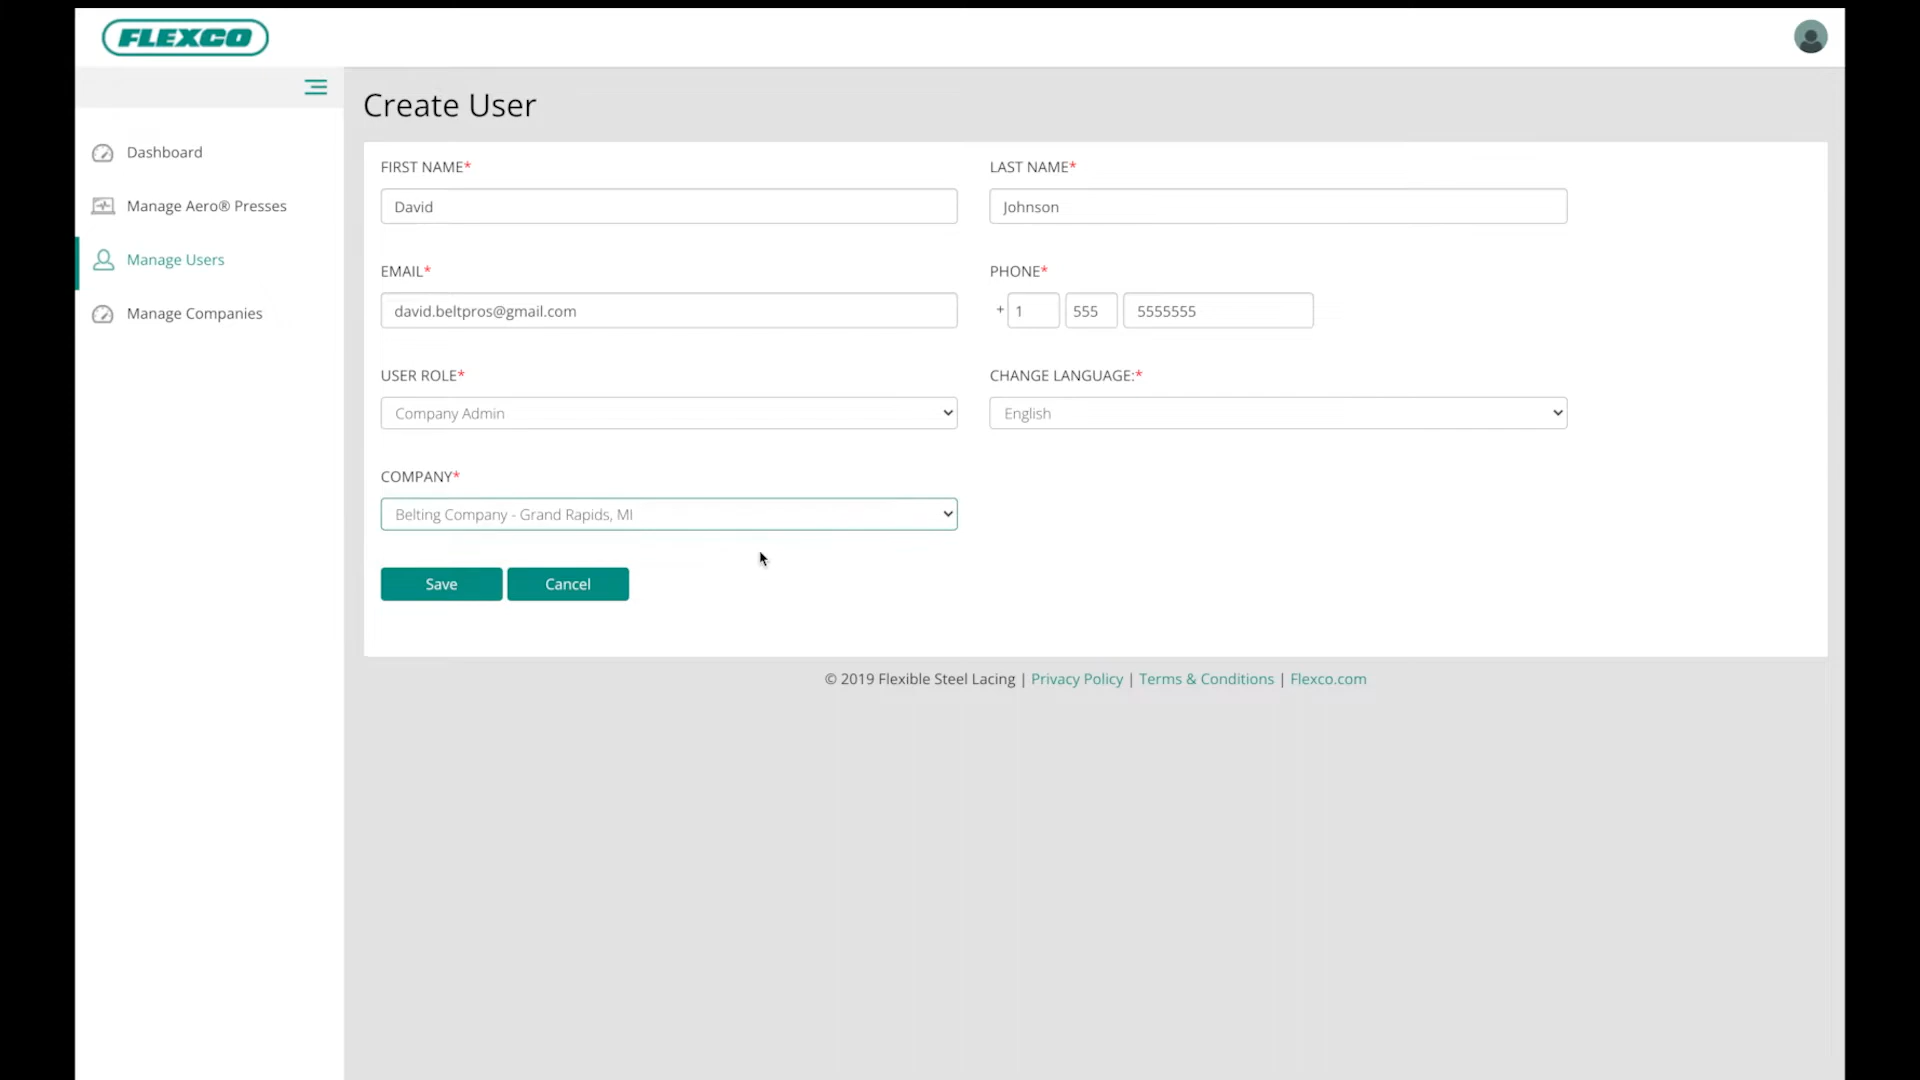 FLEXCO
Create User
Dashboard
Manage Aero® Presses
Manage Users
Manage Companies
FIRST NAME*
LAST NAME*
David
Johnson
EMAIL*
PHONE*
david.beltpros@gmail.com
+ 1 555 5555555
USER ROLE*
CHANGE LANGUAGE:*
Company Admin
English
COMPANY*
Belting Company - Grand Rapids, MI
Save
Cancel
© 2019 Flexible Steel Lacing | Privacy Policy | Terms & Conditions | Flexco.com